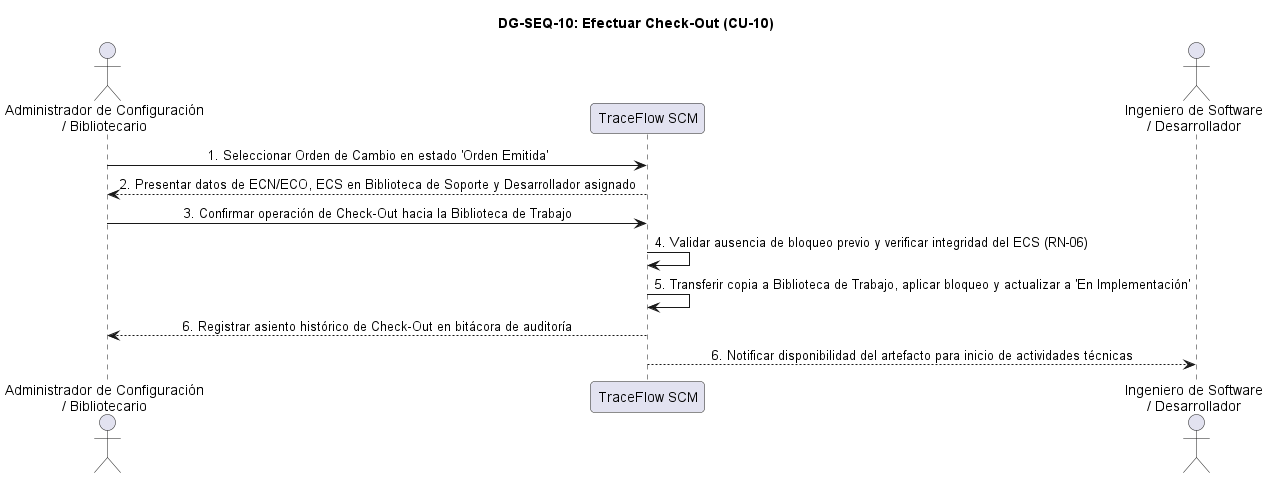 DG-SEQ-10: Efectuar Check-Out (CU-10)
Administrador de Configuración
/ Bibliotecario
TraceFlow SCM
Ingeniero de Software
/ Desarrollador
1. Seleccionar Orden de Cambio en estado 'Orden Emitida'
2. Presentar datos de ECN/ECO, ECS en Biblioteca de Soporte y Desarrollador asignado
3. Confirmar operación de Check-Out hacia la Biblioteca de Trabajo
4. Validar ausencia de bloqueo previo y verificar integridad del ECS (RN-06)
5. Transferir copia a Biblioteca de Trabajo, aplicar bloqueo y actualizar a 'En Implementación'
6. Registrar asiento histórico de Check-Out en bitácora de auditoría
6. Notificar disponibilidad del artefacto para inicio de actividades técnicas
Administrador de Configuración
/ Bibliotecario
TraceFlow SCM
Ingeniero de Software
/ Desarrollador